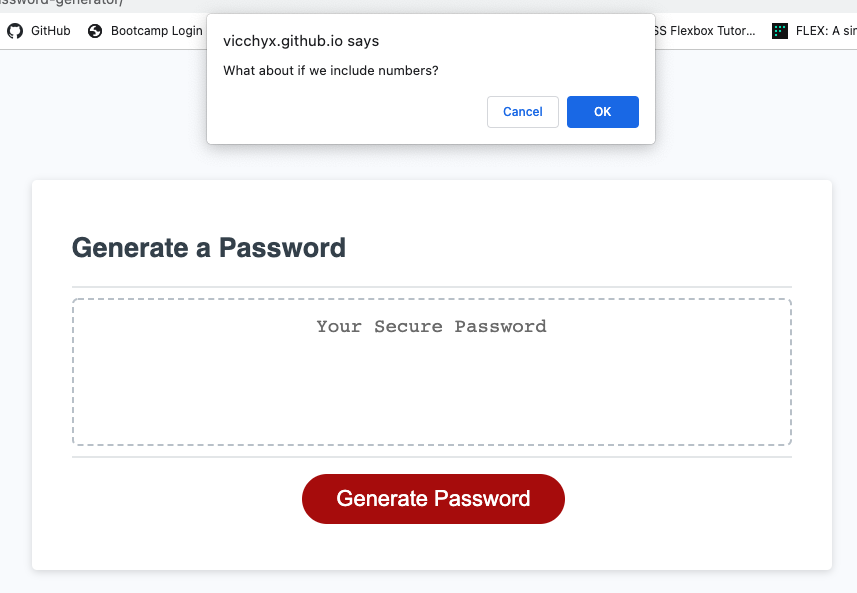 ssword-generator/
GitHub
Bootcamp Login
SS Flexbox Tutor...
FLEX: A sin
vicchyx.github.io says
What about if we include numbers?
Cancel
OK
Generate a Password
Your Secure Password
Generate Password